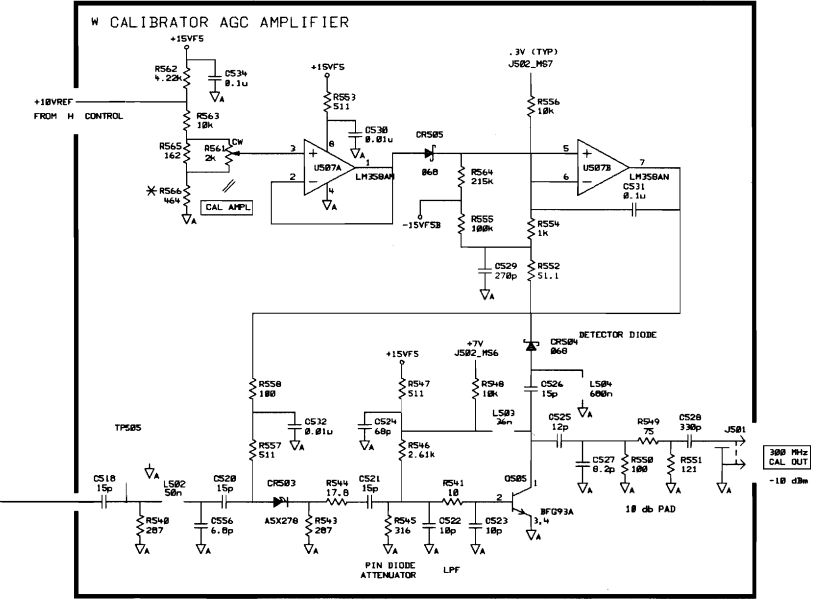 W CALIBRATOR AGC AMPLIFIER
+15VF5
R562
4.22k
C534
0.1u
A
+10VREF
FROM H CONTROL
R563
10k
R565
162
R561
2k
CW
* R566
464
CAL AMPL
A
+15VF5
R553
511
C530
0.01u
A
8
3
+
1
2
-
U507A
4
LM358AN
A
CR505
068
.3V (TYP)
J502_MS7
R556
10k
R564
215k
-15VF5B
R555
100k
C529
270p
A
R554
1k
R552
51.1
5
+
7
6
-
U507B
LM358AN
C531
0.1u
DETECTOR DIODE
CR504
068
+15VF5
+7V
J502_MS6
R558
100
R547
511
R548
10k
C526
15p
L504
680n
A
L503
36n
C525
12p
R549
75
C528
330p
J501
TP505
C532
0.01u
A
C524
68p
A
R557
511
R546
2.61k
C527
8.2p
A
R550
100
A
R551
121
A
A
300 MHz
CAL OUT
-10 dBm
A
C518
15p
L502
50n
C520
15p
CR503
A5X278
R544
17.8
C521
15p
R541
10
Q505
1
2
3,4
BFQ93A
A
10 db PAD
R540
287
A
C556
6.8p
A
R543
287
A
R545
316
A
C522
10p
A
C523
10p
A
PIN DIODE
ATTENUATOR
LPF